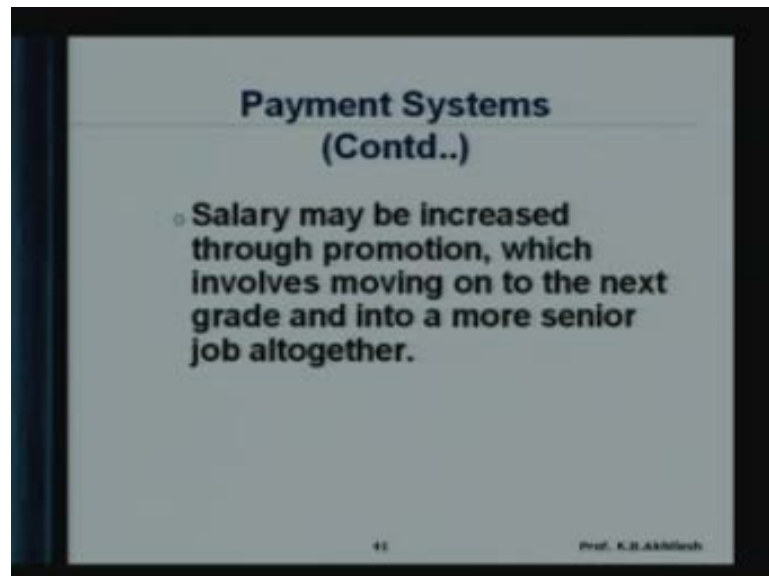 Payment Systems
(Contd..)
Salary may be increased
through promotion, which
involves moving on to the next
grade and into a more senior
job altogether.
41
Prof. K.B.Akhilesh